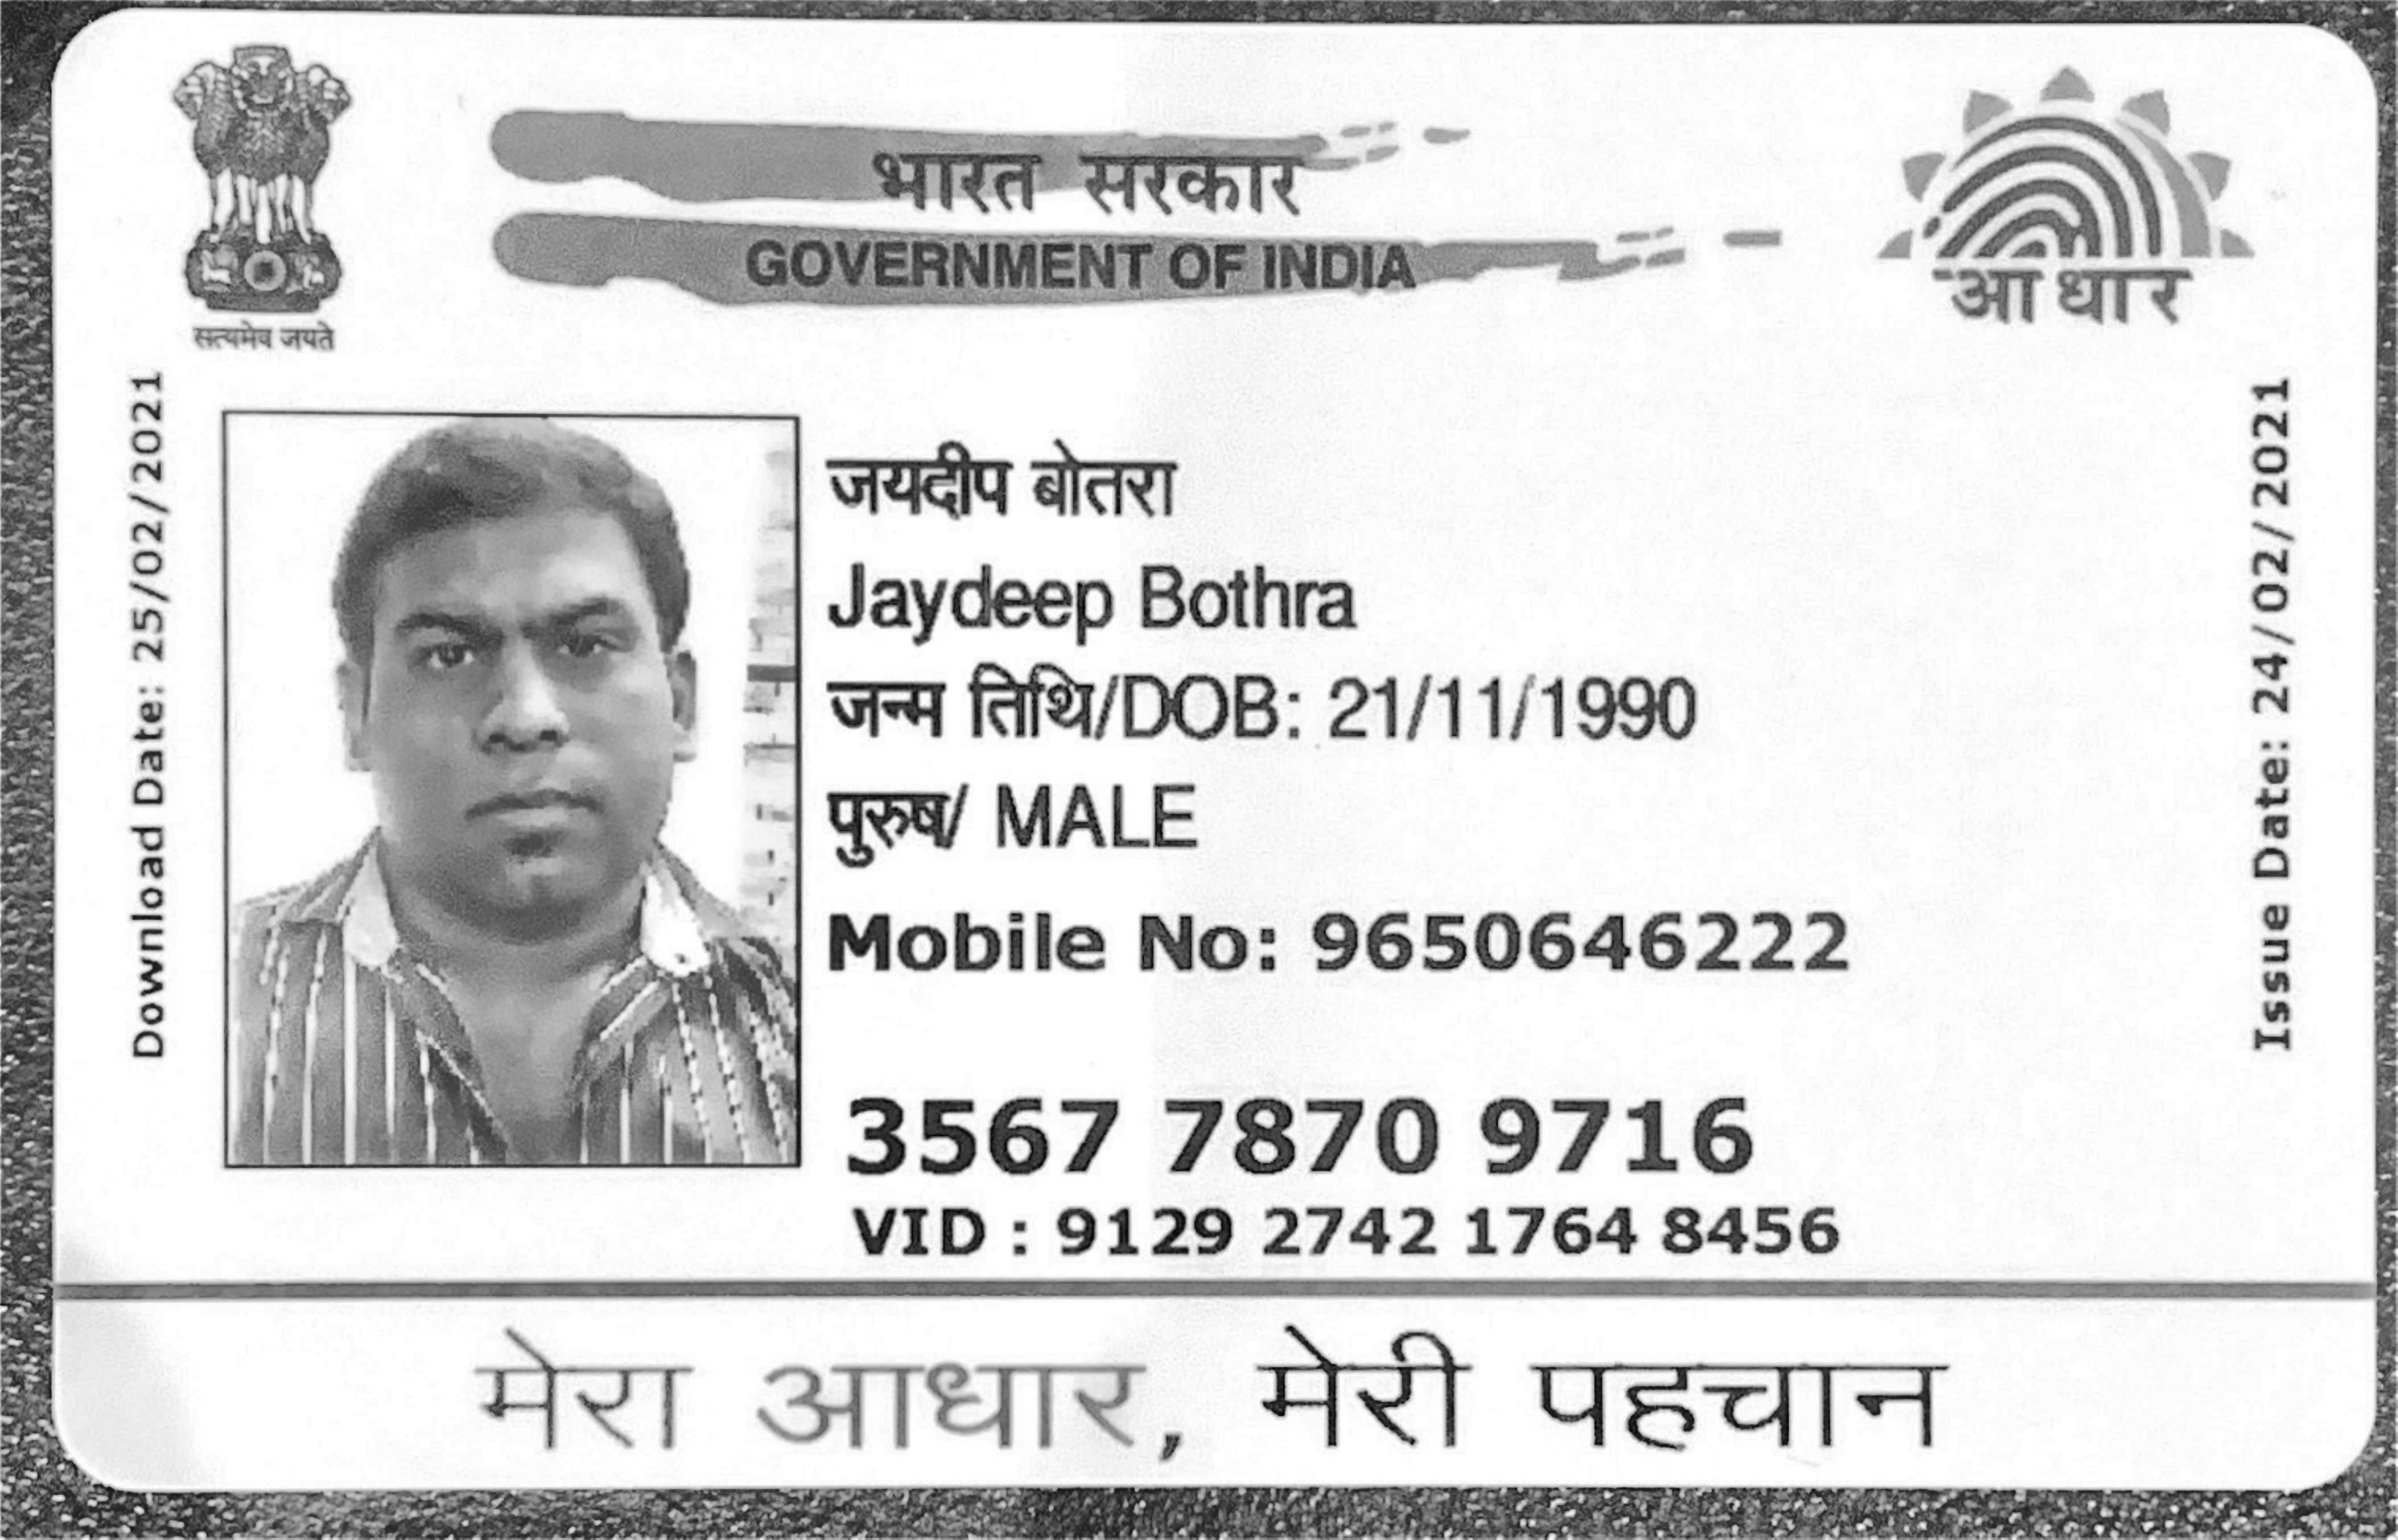 भारत सरकार
GOVERNMENT OF INDIA
सत्यमेव जयते
आधार
Download Date: 25/02/2021
जयदीप बोतरा
Jaydeep Bothra
जन्म तिथि/DOB: 21/11/1990
पुरुष/ MALE
Mobile No: 9650646222
3567 7870 9716
VID : 9129 2742 1764 8456
Issue Date: 24/02/2021
मेरा आधार, मेरी पहचान